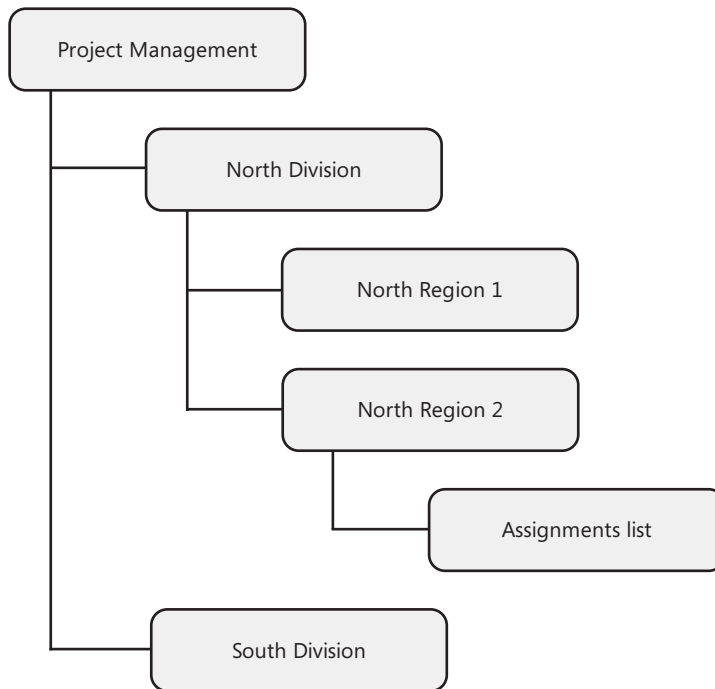 Project Management
North Division
North Region 1
North Region 2
Assignments list
South Division